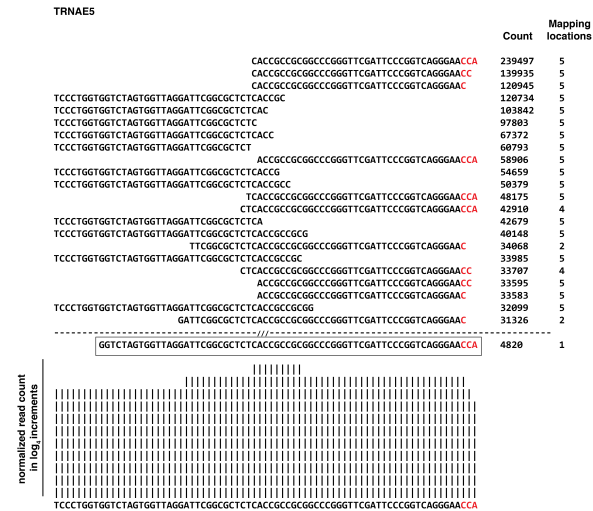 TRNAE5
Mapping
Count locations
CACCGCCGCGGCCCGGGTTCGATTCCCGGTCAGGGAACCA 239497 5
CACCGCCGCGGCCCGGGTTCGATTCCCGGTCAGGGAACC 139935 5
CACCGCCGCGGCCCGGGTTCGATTCCCGGTCAGGGAAC 120945 5
TCCCTGGTGGTCTAGTGGTTAGGATTCGGCGCTCTCACCGC 120734 5
TCCCTGGTGGTCTAGTGGTTAGGATTCGGCGCTCTCAC 103842 5
TCCCTGGTGGTCTAGTGGTTAGGATTCGGCGCTCTC 97803 5
TCCCTGGTGGTCTAGTGGTTAGGATTCGGCGCTCTCACC 67372 5
TCCCTGGTGGTCTAGTGGTTAGGATTCGGCGCTCT 60793 5
ACCGCCGCGGCCCGGGTTCGATTCCCGGTCAGGGAACCA 58906 5
TCCCTGGTGGTCTAGTGGTTAGGATTCGGCGCTCTCACCG 54659 5
TCCCTGGTGGTCTAGTGGTTAGGATTCGGCGCTCTCACCGCC 50379 5
TCACCGCCGCGGCCCGGGTTCGATTCCCGGTCAGGGAACCA 48175 5
CTCACCGCCGCGGCCCGGGTTCGATTCCCGGTCAGGGAACCA 42910 4
TCCCTGGTGGTCTAGTGGTTAGGATTCGGCGCTCTCA 42679 5
TCCCTGGTGGTCTAGTGGTTAGGATTCGGCGCTCTCACCGCCGCG 40148 5
TTCGGCGCTCTCACCGCCGCGGCCCGGGTTCGATTCCCGGTCAGGGAAC 34068 2
TCCCTGGTGGTCTAGTGGTTAGGATTCGGCGCTCTCACCGCCGC 33985 5
CTCACCGCCGCGGCCCGGGTTCGATTCCCGGTCAGGGAACC 33707 4
ACCGCCGCGGCCCGGGTTCGATTCCCGGTCAGGGAACC 33595 5
ACCGCCGCGGCCCGGGTTCGATTCCCGGTCAGGGAAC 33583 5
TCCCTGGTGGTCTAGTGGTTAGGATTCGGCGCTCTCACCGCCGCGG 32099 5
GATTCGGCGCTCTCACCGCCGCGGCCCGGGTTCGATTCCCGGTCAGGGAAC 31326 2
///
GGTCTAGTGGTTAGGATTCGGCGCTCTCACCGCCGCGGCCCGGGTTCGATTCCCGGTCAGGGAACCA 4820 1
normalized read count
in log4 increments
TCCCTGGTGGTCTAGTGGTTAGGATTCGGCGCTCTCACCGCCGCGGCCCGGGTTCGATTCCCGGTCAGGGAACCA